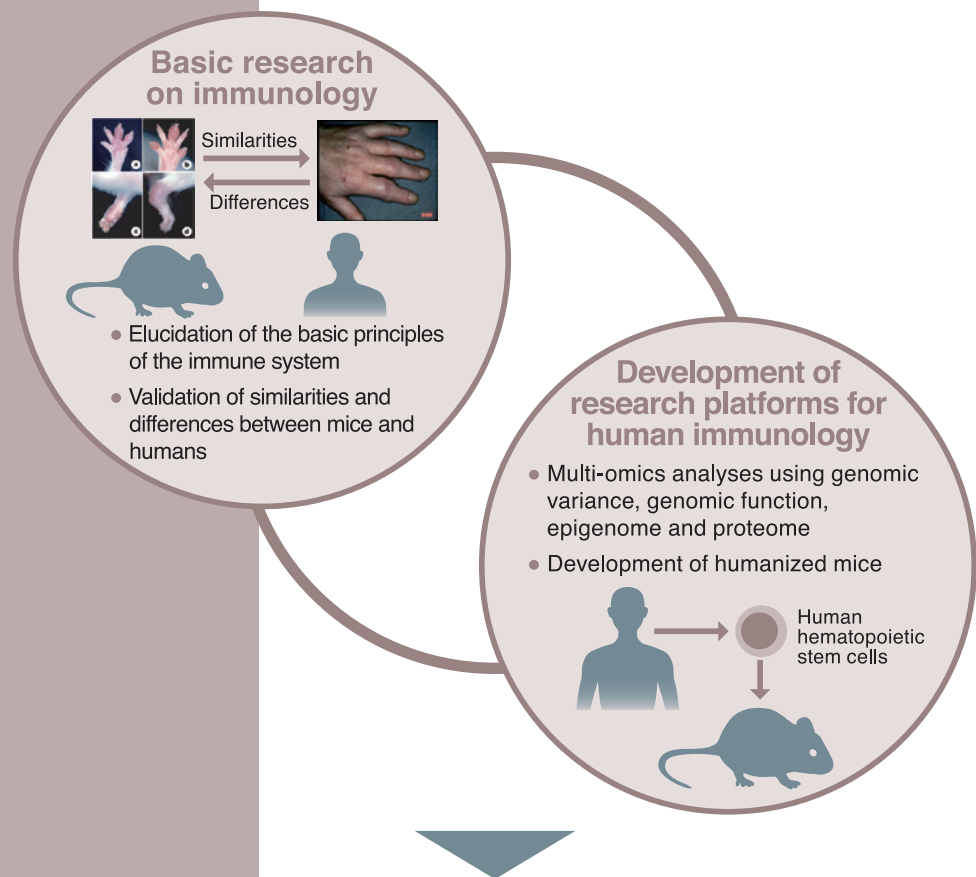 Basic research
on immunology
Similarities
Differences
• Elucidation of the basic principles
of the immune system
• Validation of similarities and
differences between mice and
humans
Development of
research platforms for
human immunology
• Multi-omics analyses using genomic
variance, genomic function,
epigenome and proteome
• Development of humanized mice
Human
hematopoietic
stem cells